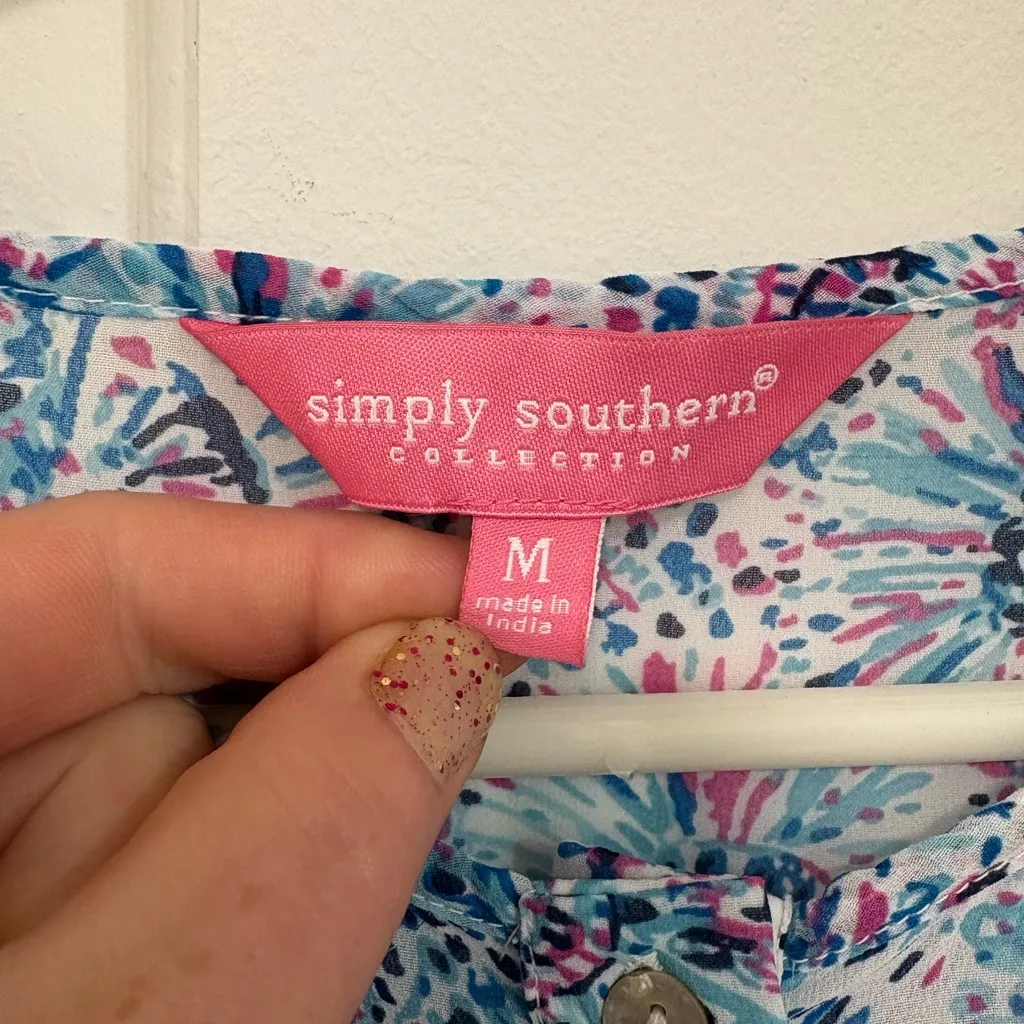 simply southern®
COLLECTION
M
made in
India